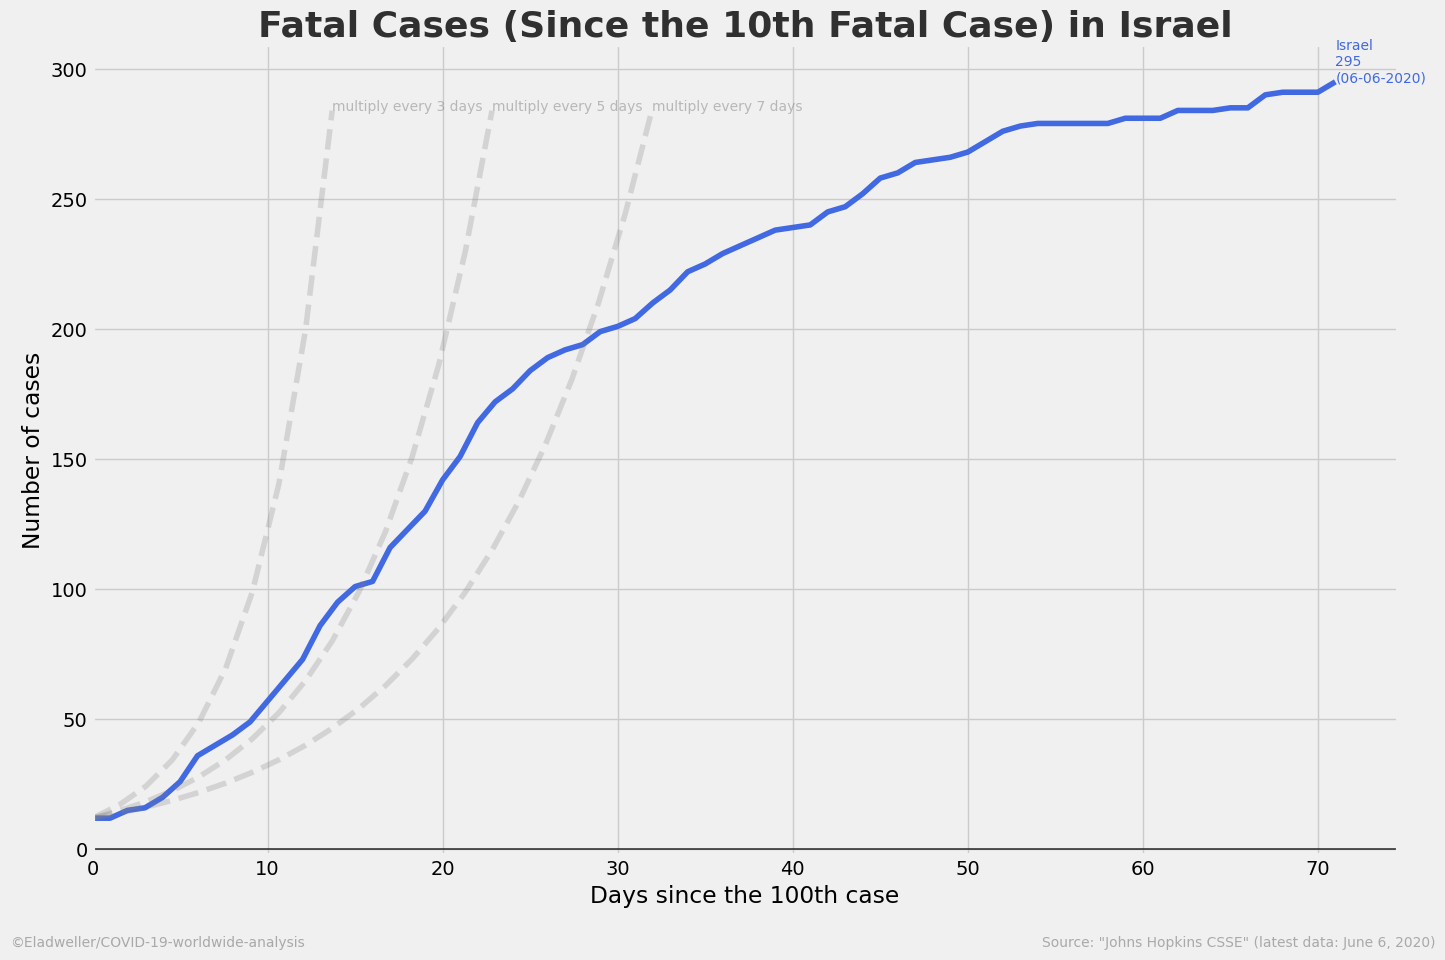 Fatal Cases (Since the 10th Fatal Case) in Israel
Israel
295
(06-06-2020)
multiply every 3 days
multiply every 5 days
multiply every 7 days
300
250
200
150
100
50
0
Number of cases
0 10 20 30 40 50 60 70
Days since the 100th case
©Eladweller/COVID-19-worldwide-analysis
Source: "Johns Hopkins CSSE" (latest data: June 6, 2020)